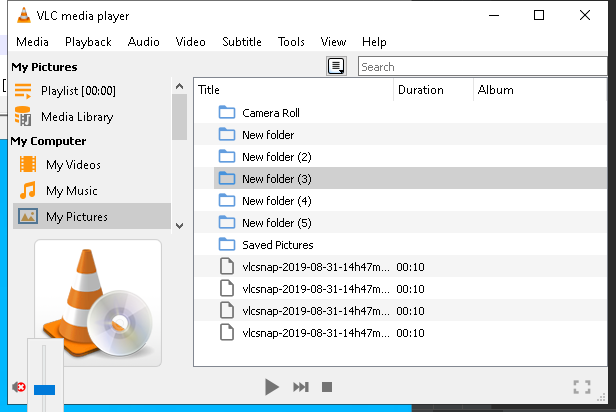 VLC media player
Media Playback Audio Video Subtitle Tools View Help
My Pictures
Search
Playlist [00:00]
Media Library
My Computer
My Videos
My Music
My Pictures
Title Duration Album
Camera Roll
New folder
New folder (2)
New folder (3)
New folder (4)
New folder (5)
Saved Pictures
vlcsnap-2019-08-31-14h47m... 00:10
vlcsnap-2019-08-31-14h47m... 00:10
vlcsnap-2019-08-31-14h47m... 00:10
vlcsnap-2019-08-31-14h47m... 00:10